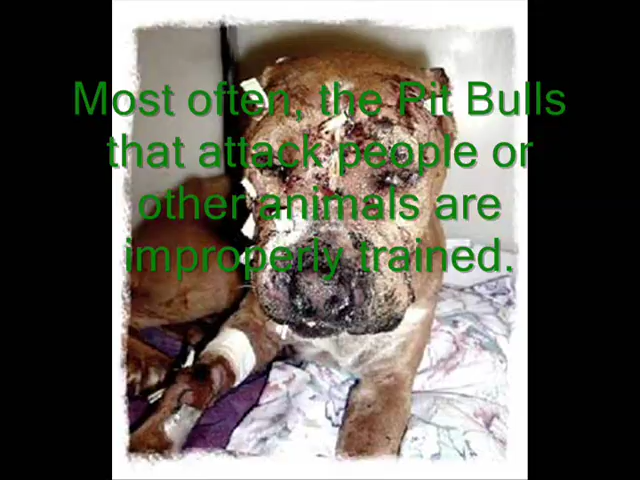 Most often, the Pit Bulls
that attack people or
other animals are
improperly trained.